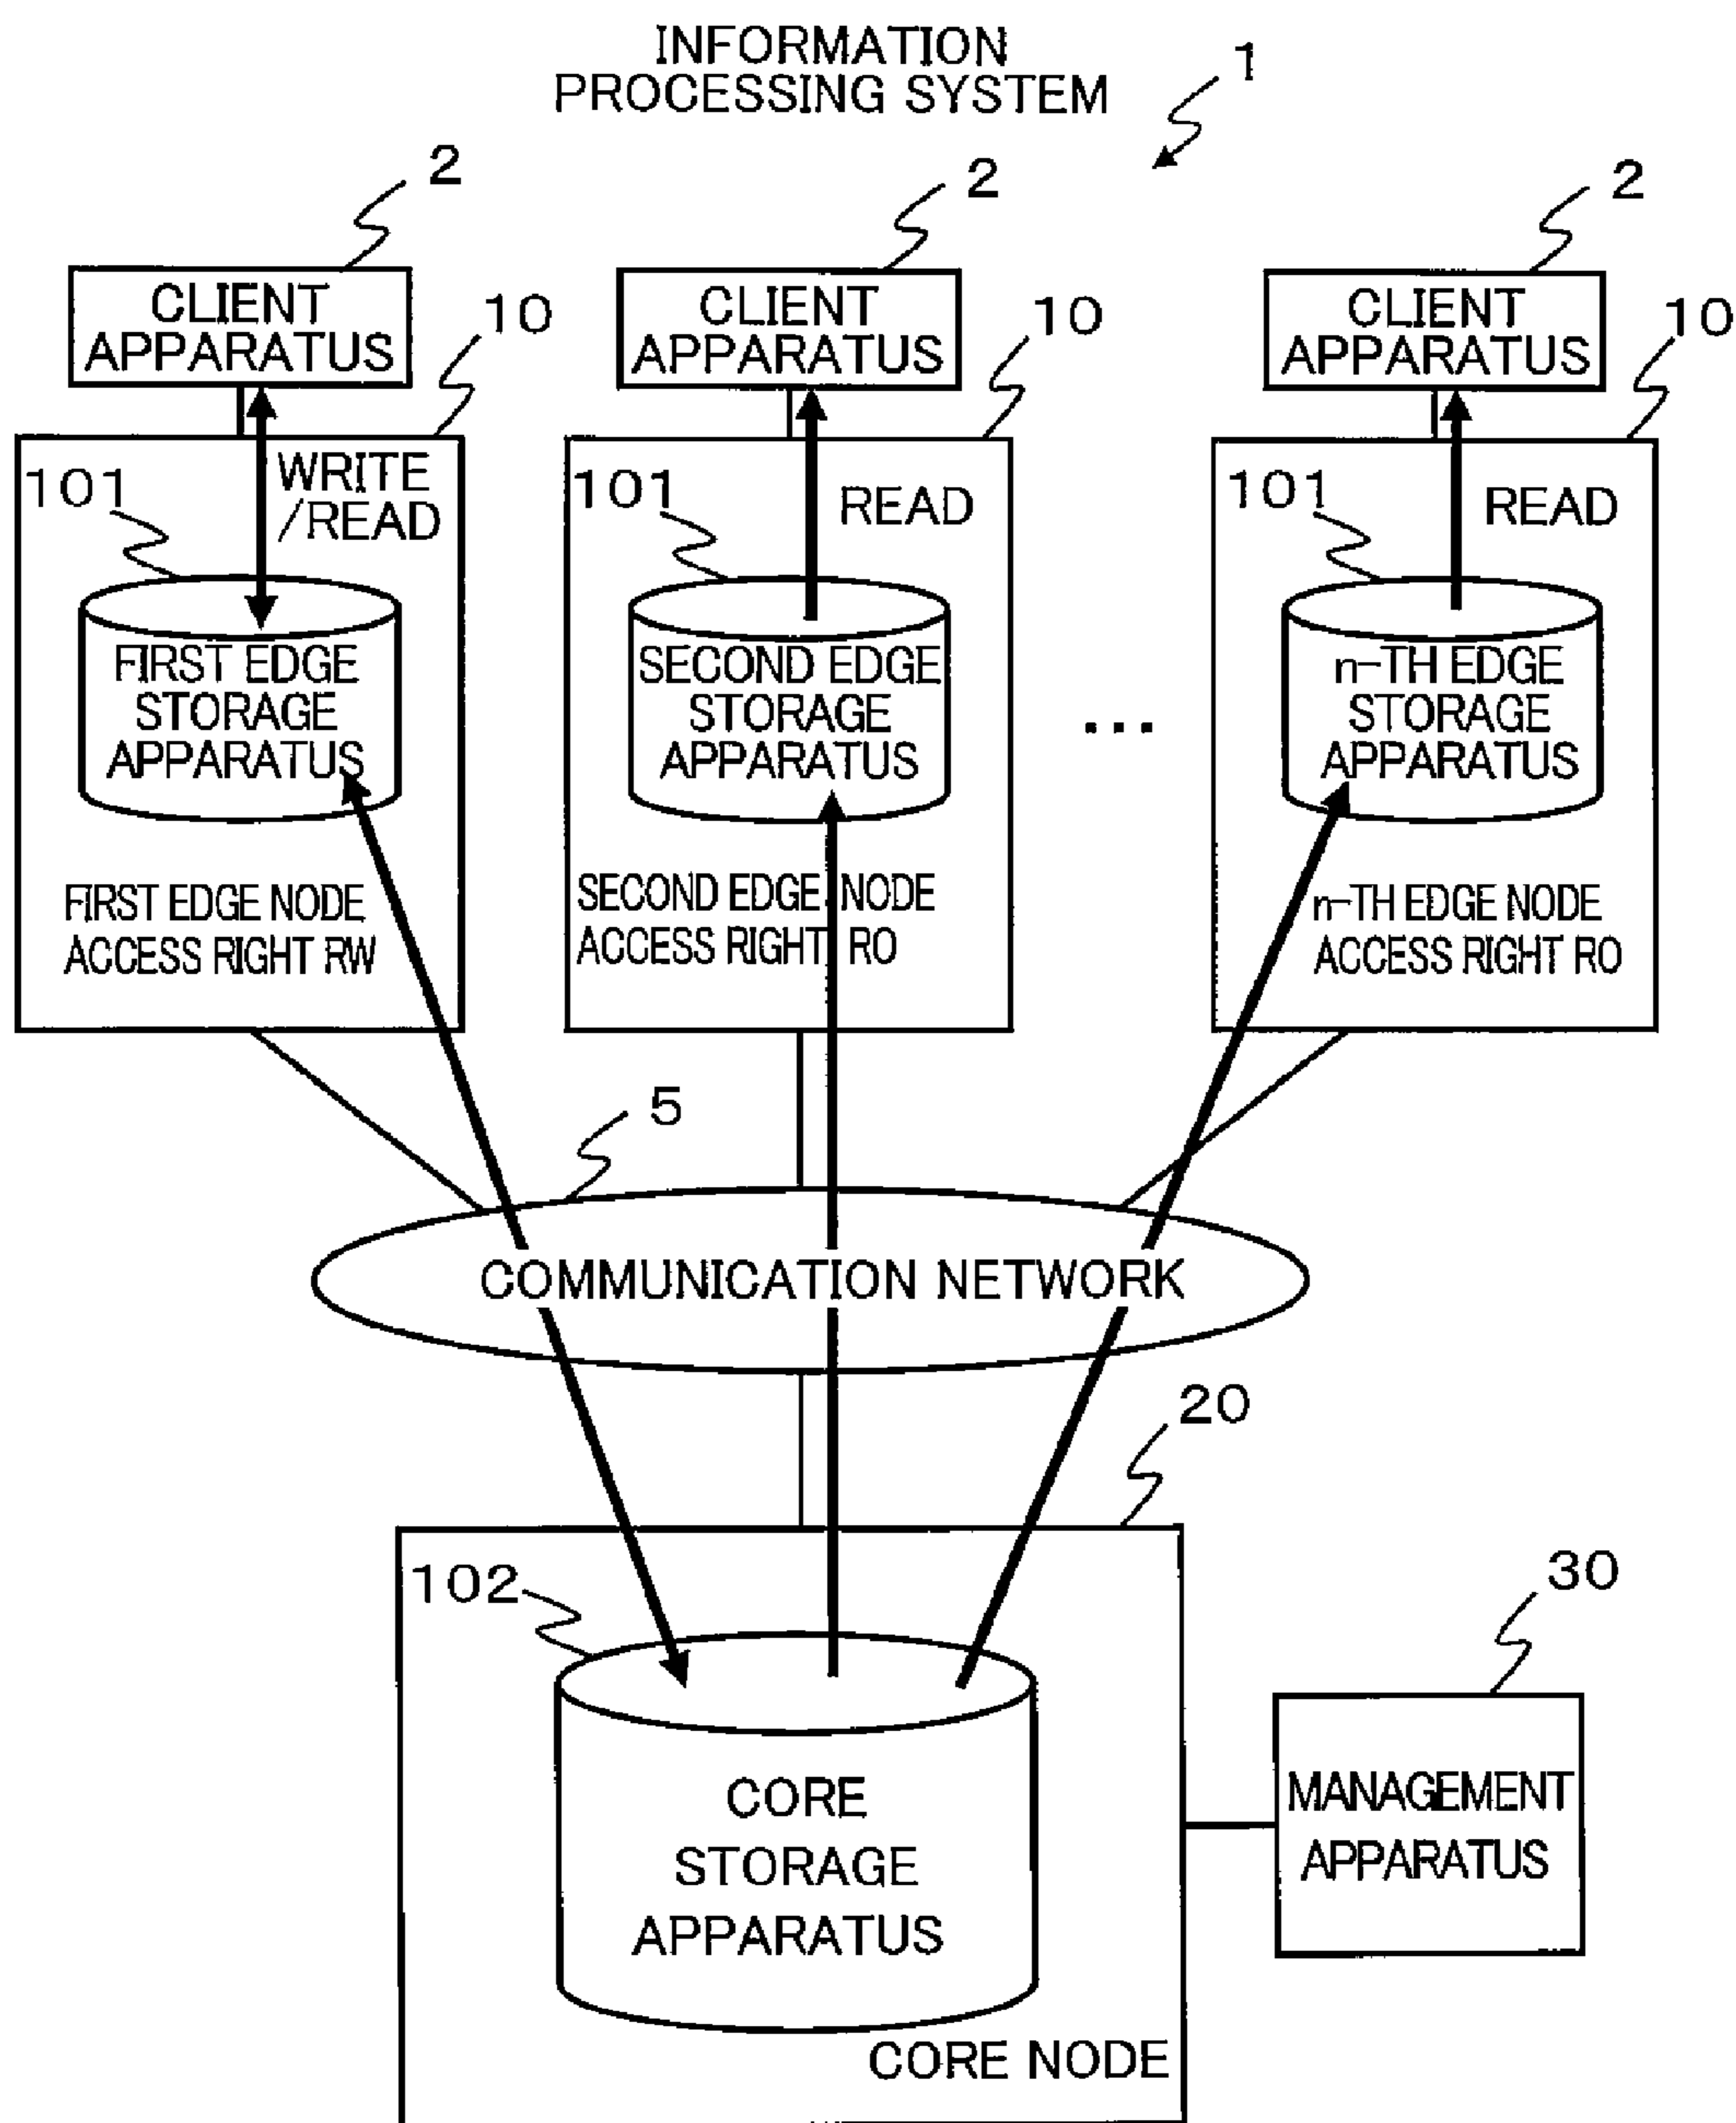 INFORMATION
PROCESSING SYSTEM
1
2
2
2
CLIENT
APPARATUS
10
CLIENT
APPARATUS
10
CLIENT
APPARATUS
10
101
WRITE
/READ
101
READ
101
READ
FIRST EDGE
STORAGE
APPARATUS
SECOND EDGE
STORAGE
APPARATUS
...
n-TH EDGE
STORAGE
APPARATUS
FIRST EDGE NODE
ACCESS RIGHT RW
SECOND EDGE NODE
ACCESS RIGHT RO
n-TH EDGE NODE
ACCESS RIGHT RO
5
COMMUNICATION NETWORK
20
102
30
CORE
STORAGE
APPARATUS
MANAGEMENT
APPARATUS
CORE NODE